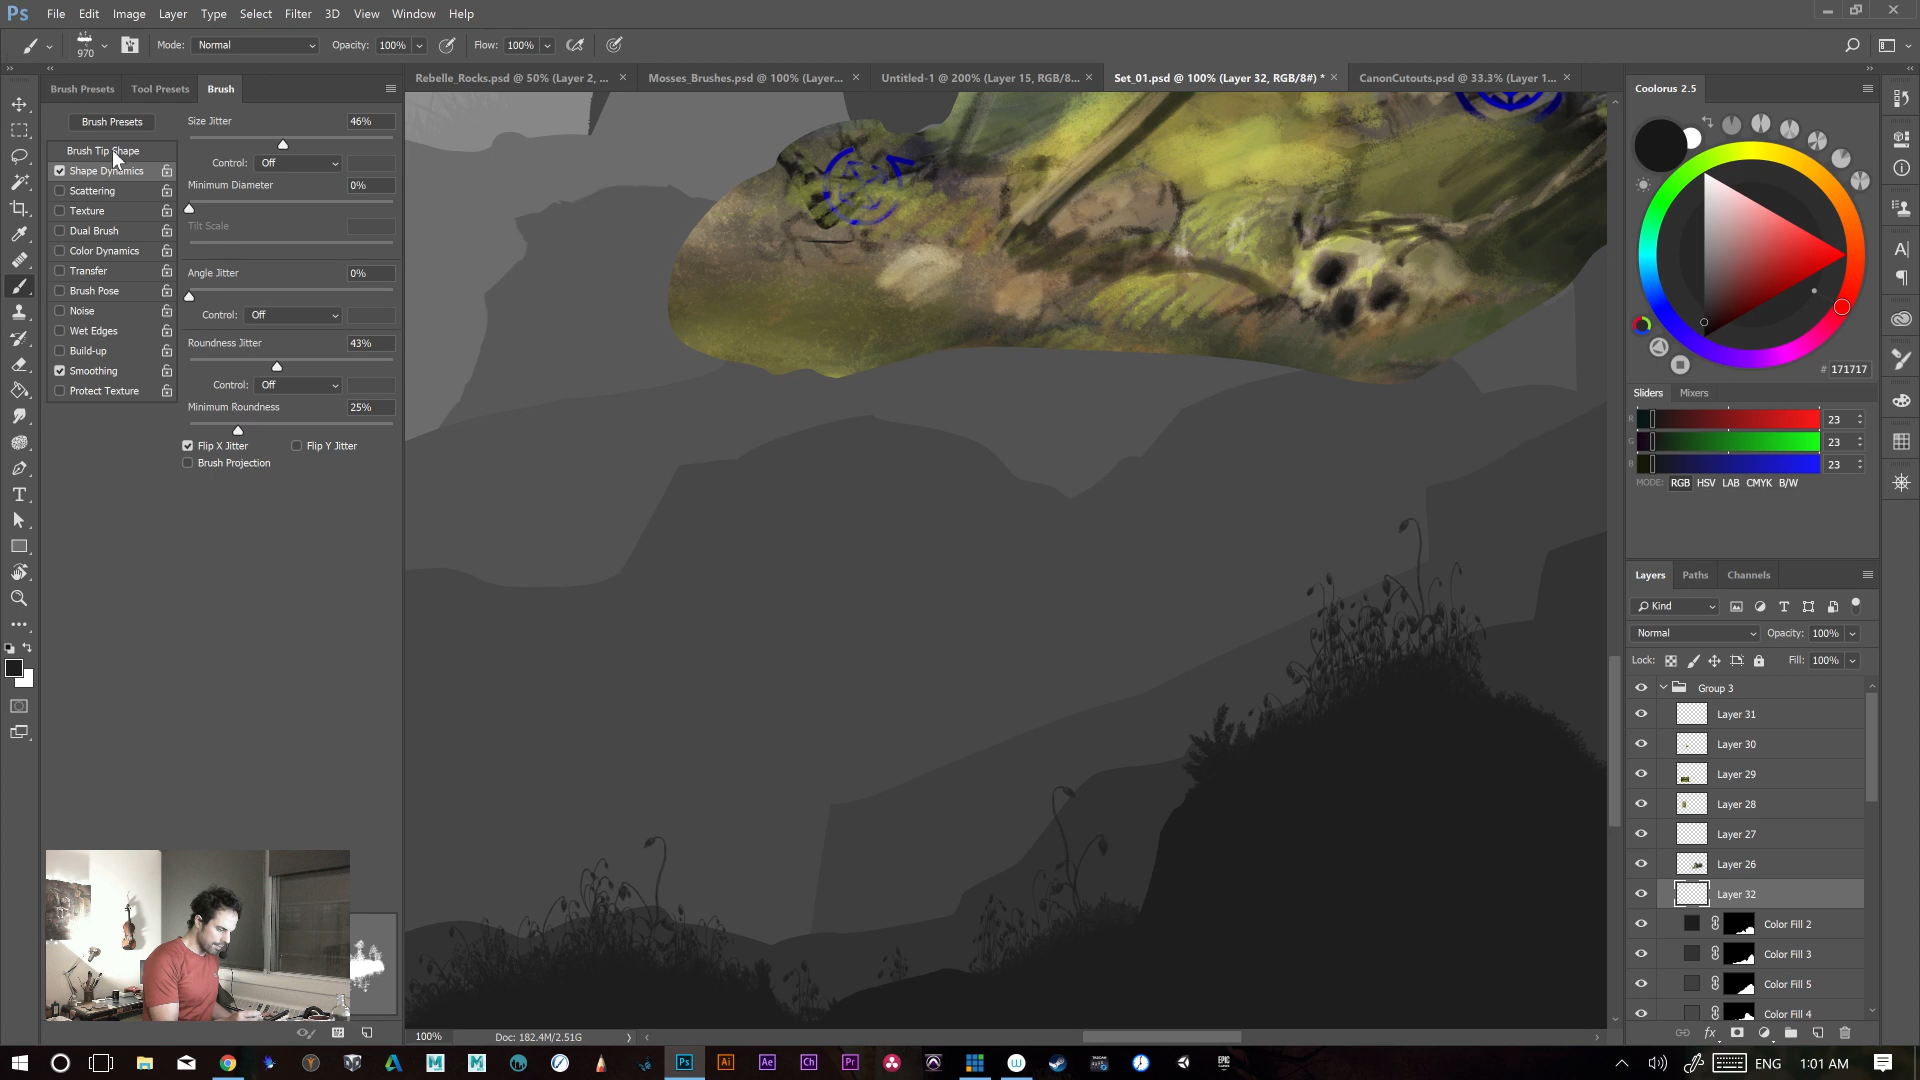 Ps File Edit Image Layer Type Select Filter 3D View Window Help
970 Mode: Normal Opacity: 100% Flow: 100%
Brush Presets Tool Presets Brush
Rebelle_Rocks.psd @ 50% (Layer 2, ... Mosses_Brushes.psd @ 100% (Layer... Untitled-1 @ 200% (Layer 15, RGB/8... Set_01.psd @ 100% (Layer 32, RGB/8#) * CanonCutouts.psd @ 33.3% (Layer 1...
Brush Presets
Brush Tip Shape
Shape Dynamics
Scattering
Texture
Dual Brush
Color Dynamics
Transfer
Brush Pose
Noise
Wet Edges
Build-up
Smoothing
Protect Texture
Size Jitter 46%
Control: Off
Minimum Diameter 0%
Tilt Scale
Angle Jitter 0%
Control: Off
Roundness Jitter 43%
Control: Off
Minimum Roundness 25%
Flip X Jitter Flip Y Jitter
Brush Projection
Coolorus 2.5
# 171717
Sliders Mixers
R 23
G 23
B 23
MODE: RGB HSV LAB CMYK B/W
Layers Paths Channels
Kind
Normal Opacity: 100%
Lock: Fill: 100%
Group 3
Layer 31
Layer 30
Layer 29
Layer 28
Layer 27
Layer 26
Layer 32
Color Fill 2
Color Fill 3
Color Fill 5
Color Fill 4
100% Doc: 182.4M/2.51G
Ps Ai Ae Ch Pr ENG 1:01 AM